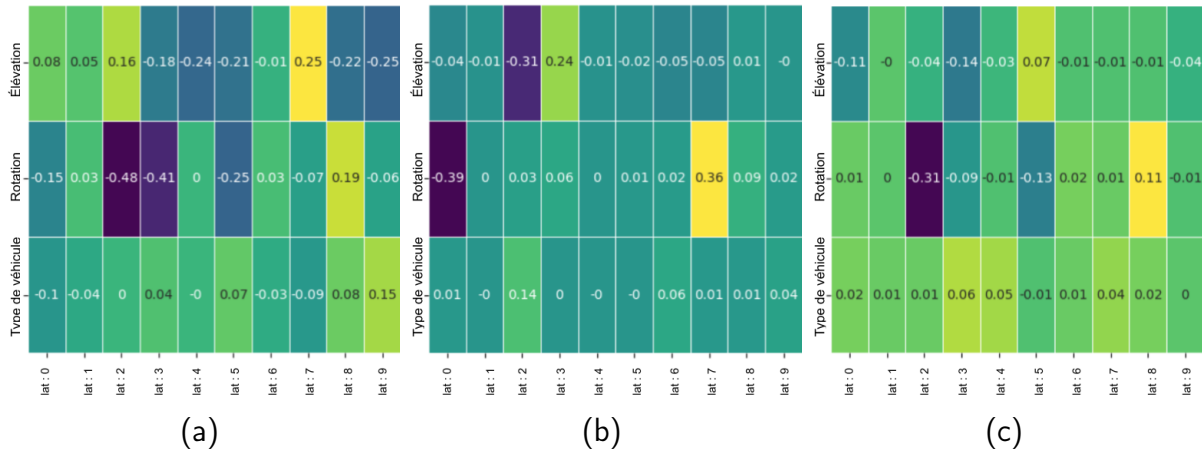 Élévation
0.08 0.05 0.16 -0.18 -0.24 -0.21 -0.01 0.25 -0.22 -0.25
Rotation
-0.15 0.03 -0.48 -0.41 0 -0.25 0.03 -0.07 0.19 -0.06
Type de véhicule
-0.1 -0.04 0 0.04 -0 0.07 -0.03 -0.09 0.08 0.15
lat : 0 lat : 1 lat : 2 lat : 3 lat : 4 lat : 5 lat : 6 lat : 7 lat : 8 lat : 9
(a)
Élévation
-0.04 -0.01 -0.31 0.24 -0.01 -0.02 -0.05 -0.05 0.01 -0
Rotation
-0.39 0 0.03 0.06 0 0.01 0.02 0.36 0.09 0.02
Type de véhicule
0.01 -0 0.14 0 -0 -0 0.06 0.01 0.01 0.04
lat : 0 lat : 1 lat : 2 lat : 3 lat : 4 lat : 5 lat : 6 lat : 7 lat : 8 lat : 9
(b)
Élévation
-0.11 -0 -0.04 -0.14 -0.03 0.07 -0.01 -0.01 -0.01 -0.04
Rotation
0.01 0 -0.31 -0.09 -0.01 -0.13 0.02 0.01 0.11 -0.01
Type de véhicule
0.02 0.01 0.01 0.06 0.05 -0.01 0.01 0.04 0.02 0
lat : 0 lat : 1 lat : 2 lat : 3 lat : 4 lat : 5 lat : 6 lat : 7 lat : 8 lat : 9
(c)